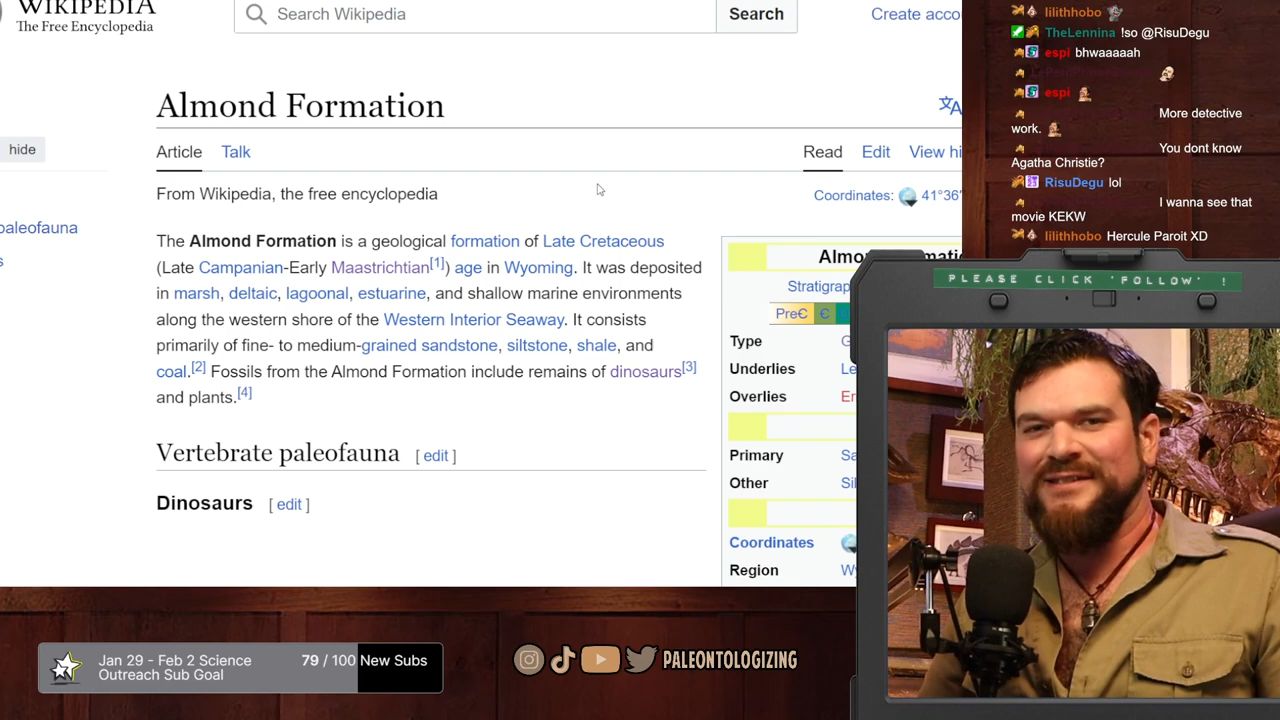 WIKIPEDIA
The Free Encyclopedia
Search Wikipedia
Search
Create acco
Almond Formation
hide
Article Talk
Read Edit View hi
From Wikipedia, the free encyclopedia
Coordinates: 41°36'
paleofauna
s
The Almond Formation is a geological formation of Late Cretaceous
(Late Campanian-Early Maastrichtian[1]) age in Wyoming. It was deposited
in marsh, deltaic, lagoonal, estuarine, and shallow marine environments
along the western shore of the Western Interior Seaway. It consists
primarily of fine- to medium-grained sandstone, siltstone, shale, and
coal.[2] Fossils from the Almond Formation include remains of dinosaurs[3]
and plants.[4]
Vertebrate paleofauna [ edit ]
Dinosaurs [ edit ]
Stratigrap
PreЄ Є
Type G
Underlies Le
Overlies Er
Primary Sa
Other Sil
Coordinates
Region Wy
lilithhobo
TheLennina !so @RisuDegu
espi bhwaaaaah
espi
More detective
work.
You dont know
Agatha Christie?
RisuDegu lol
I wanna see that
movie KEKW
lilithhobo Hercule Paroit XD
PLEASE CLICK 'FOLLOW' !
Jan 29 - Feb 2 Science
Outreach Sub Goal
79 / 100 New Subs
PALEONTOLOGIZING